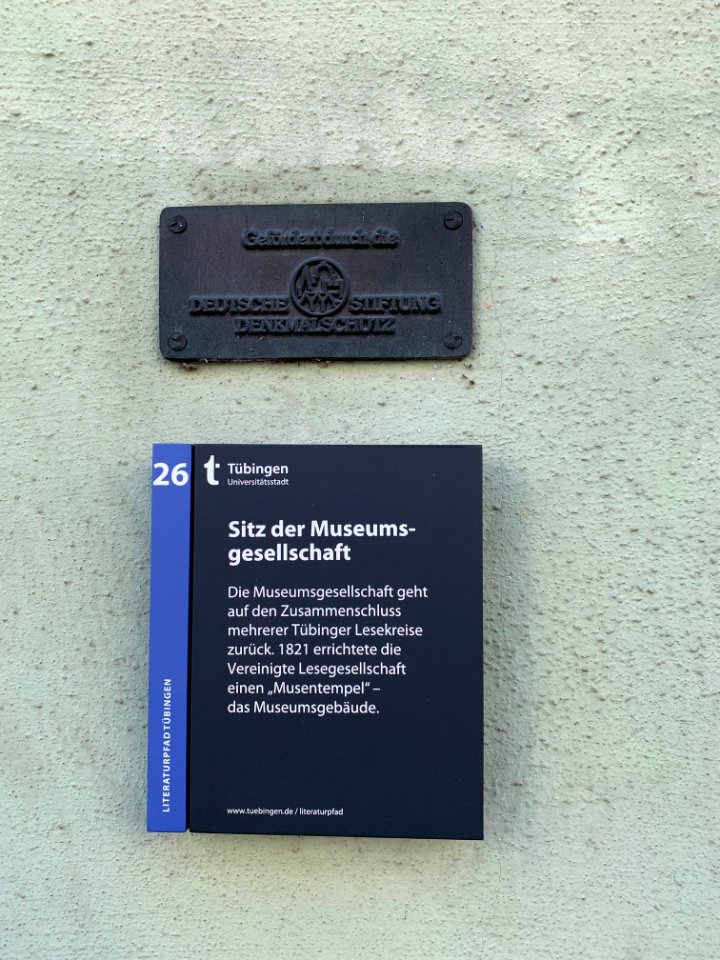 Gefördert durch die
DEUTSCHE STIFTUNG
DENKMALSCHUTZ
26
t Tübingen
Universitätsstadt
Sitz der Museums-
gesellschaft
Die Museumsgesellschaft geht
auf den Zusammenschluss
mehrerer Tübinger Lesekreise
zurück. 1821 errichtete die
Vereinigte Lesegesellschaft
einen „Musentempel“ –
das Museumsgebäude.
LITERATURPFAD TÜBINGEN
www.tuebingen.de / literaturpfad